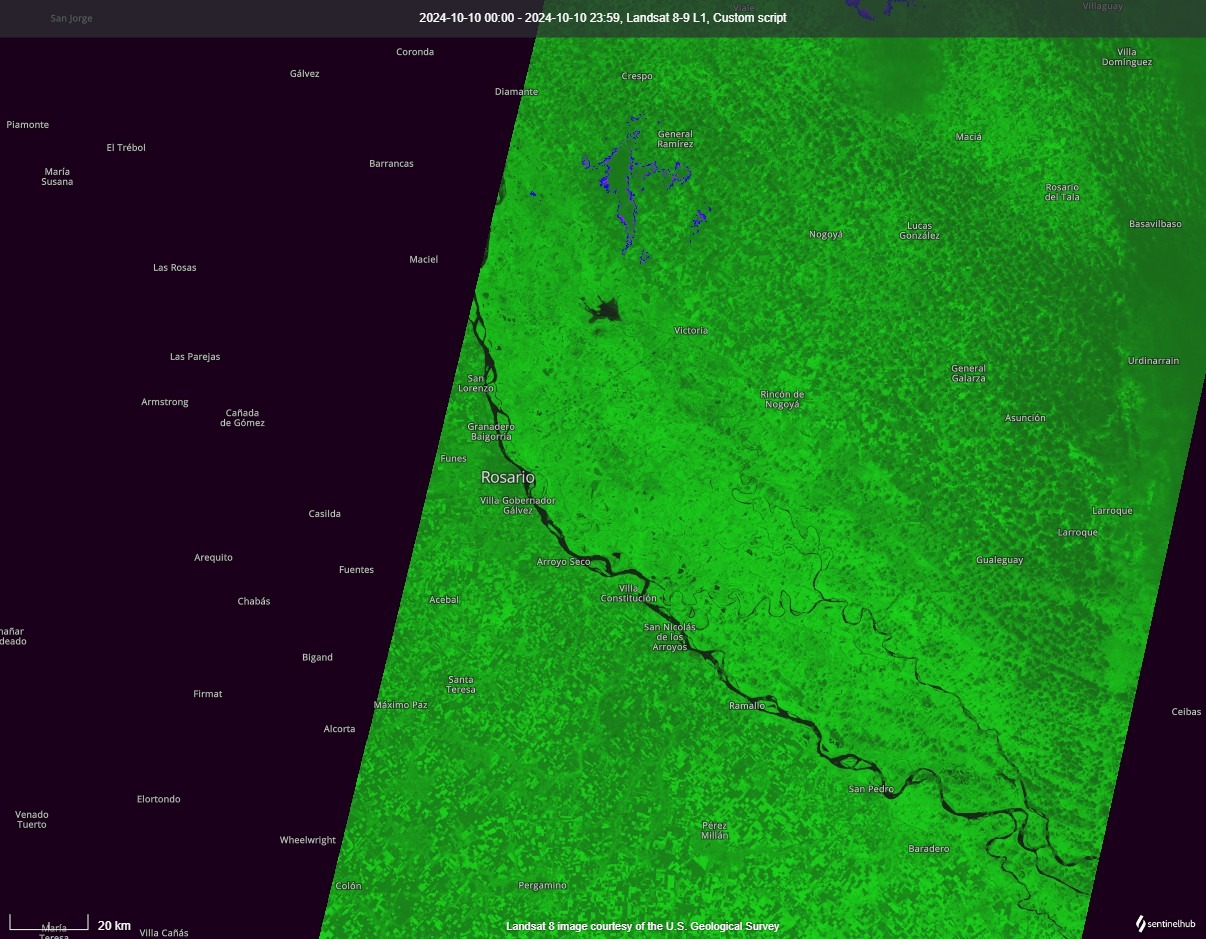 San Jorge
Viale
Villaguay
2024-10-10 00:00 - 2024-10-10 23:59, Landsat 8-9 L1, Custom script
Coronda
Villa
Domínguez
Gálvez
Crespo
Diamante
Piamonte
General
Ramírez
Maciá
El Trébol
Barrancas
María
Susana
Rosario
del Tala
Basavilbaso
Nogoyá
Lucas
González
Maciel
Las Rosas
Victoria
Las Parejas
Urdinarrain
General
Galarza
San
Lorenzo
Armstrong
Rincón de
Nogoyá
Cañada
de Gómez
Asunción
Granadero
Baigorria
Funes
Rosario
Villa Gobernador
Gálvez
Casilda
Larroque
Larroque
Arequito
Arroyo Seco
Gualeguay
Fuentes
Villa
Constitución
Chabás
Acebal
ñañar
deado
San Nicolás
de los
Arroyos
Bigand
Santa
Teresa
Firmat
Máximo Paz
Ramallo
Ceibas
Alcorta
San Pedro
Elortondo
Venado
Tuerto
Pérez
Millán
Wheelwright
Baradero
Colón
Pergamino
20 km
María
Teresa
Villa Cañás
Landsat 8 image courtesy of the U.S. Geological Survey
sentinelhub